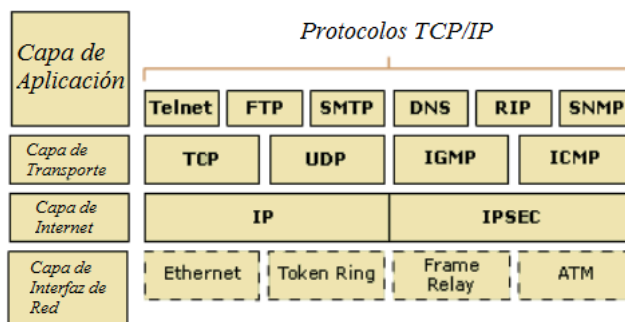 Protocolos TCP/IP
Capa de
Aplicación
Telnet FTP SMTP DNS RIP SNMP
Capa de
Transporte
TCP UDP IGMP ICMP
Capa de
Internet
IP IPSEC
Capa de
Interfaz de
Red
Ethernet Token Ring Frame
Relay ATM